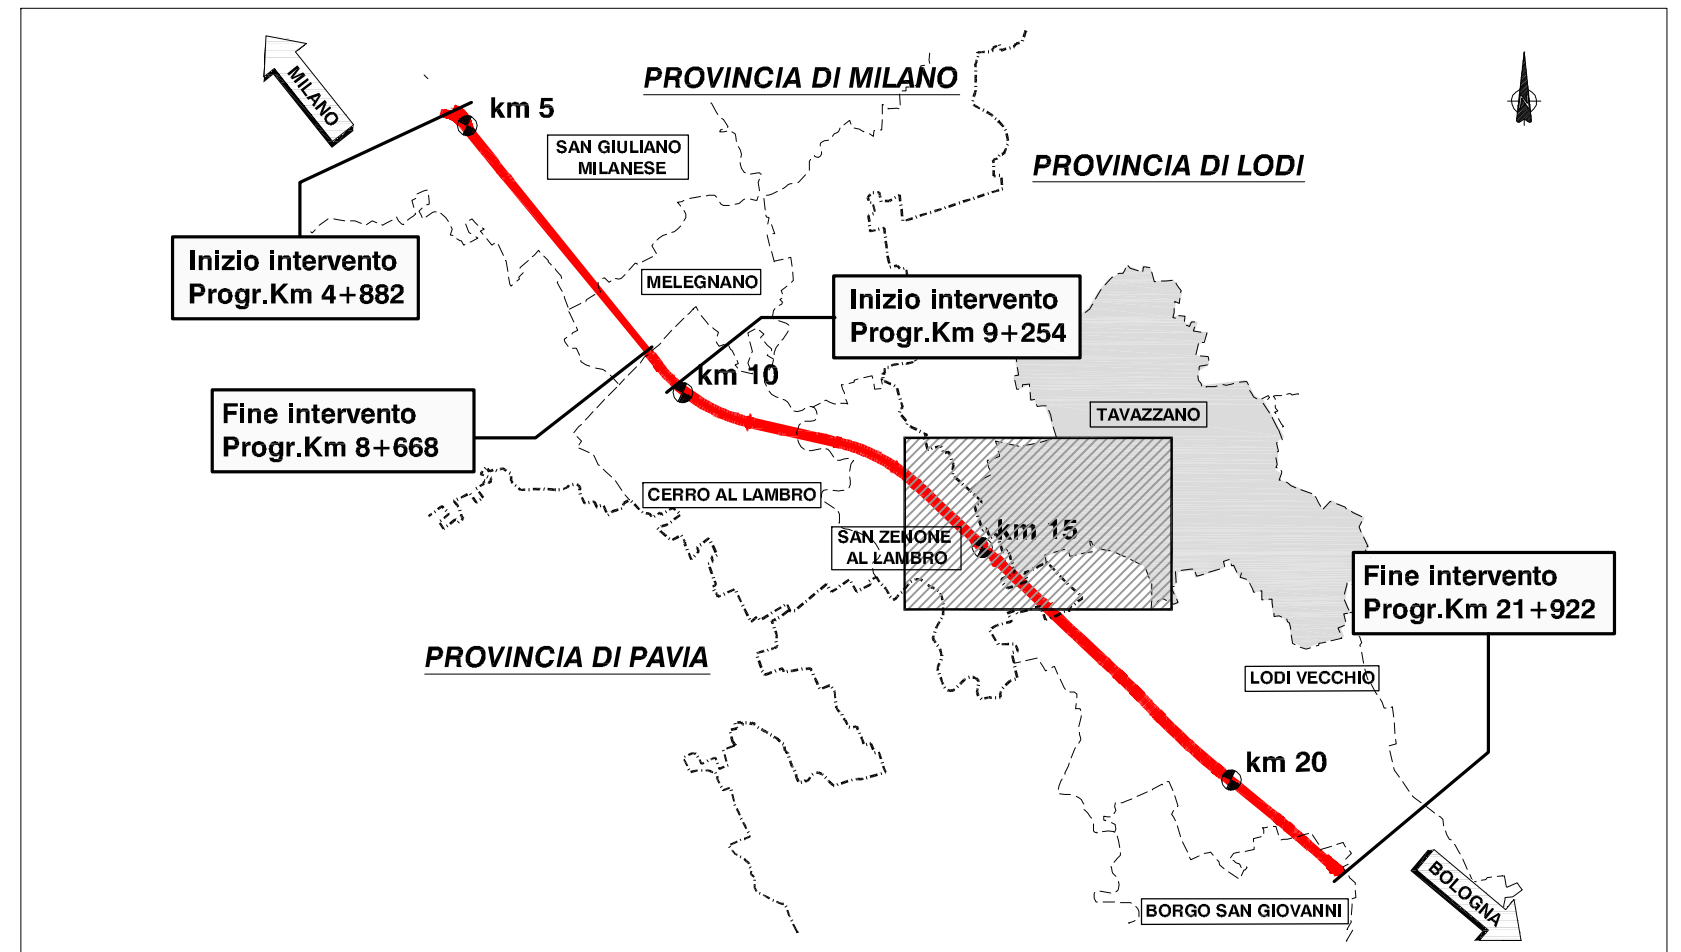 PROVINCIA DI MILANO
MILANO
km 5
SAN GIULIANO
MILANESE
PROVINCIA DI LODI
Inizio intervento
Progr.Km 4+882
MELEGNANO
Inizio intervento
Progr.Km 9+254
km 10
Fine intervento
Progr.Km 8+668
TAVAZZANO
CERRO AL LAMBRO
SAN ZENONE
AL LAMBRO
km 15
Fine intervento
Progr.Km 21+922
PROVINCIA DI PAVIA
LODI VECCHIO
km 20
BOLOGNA
BORGO SAN GIOVANNI